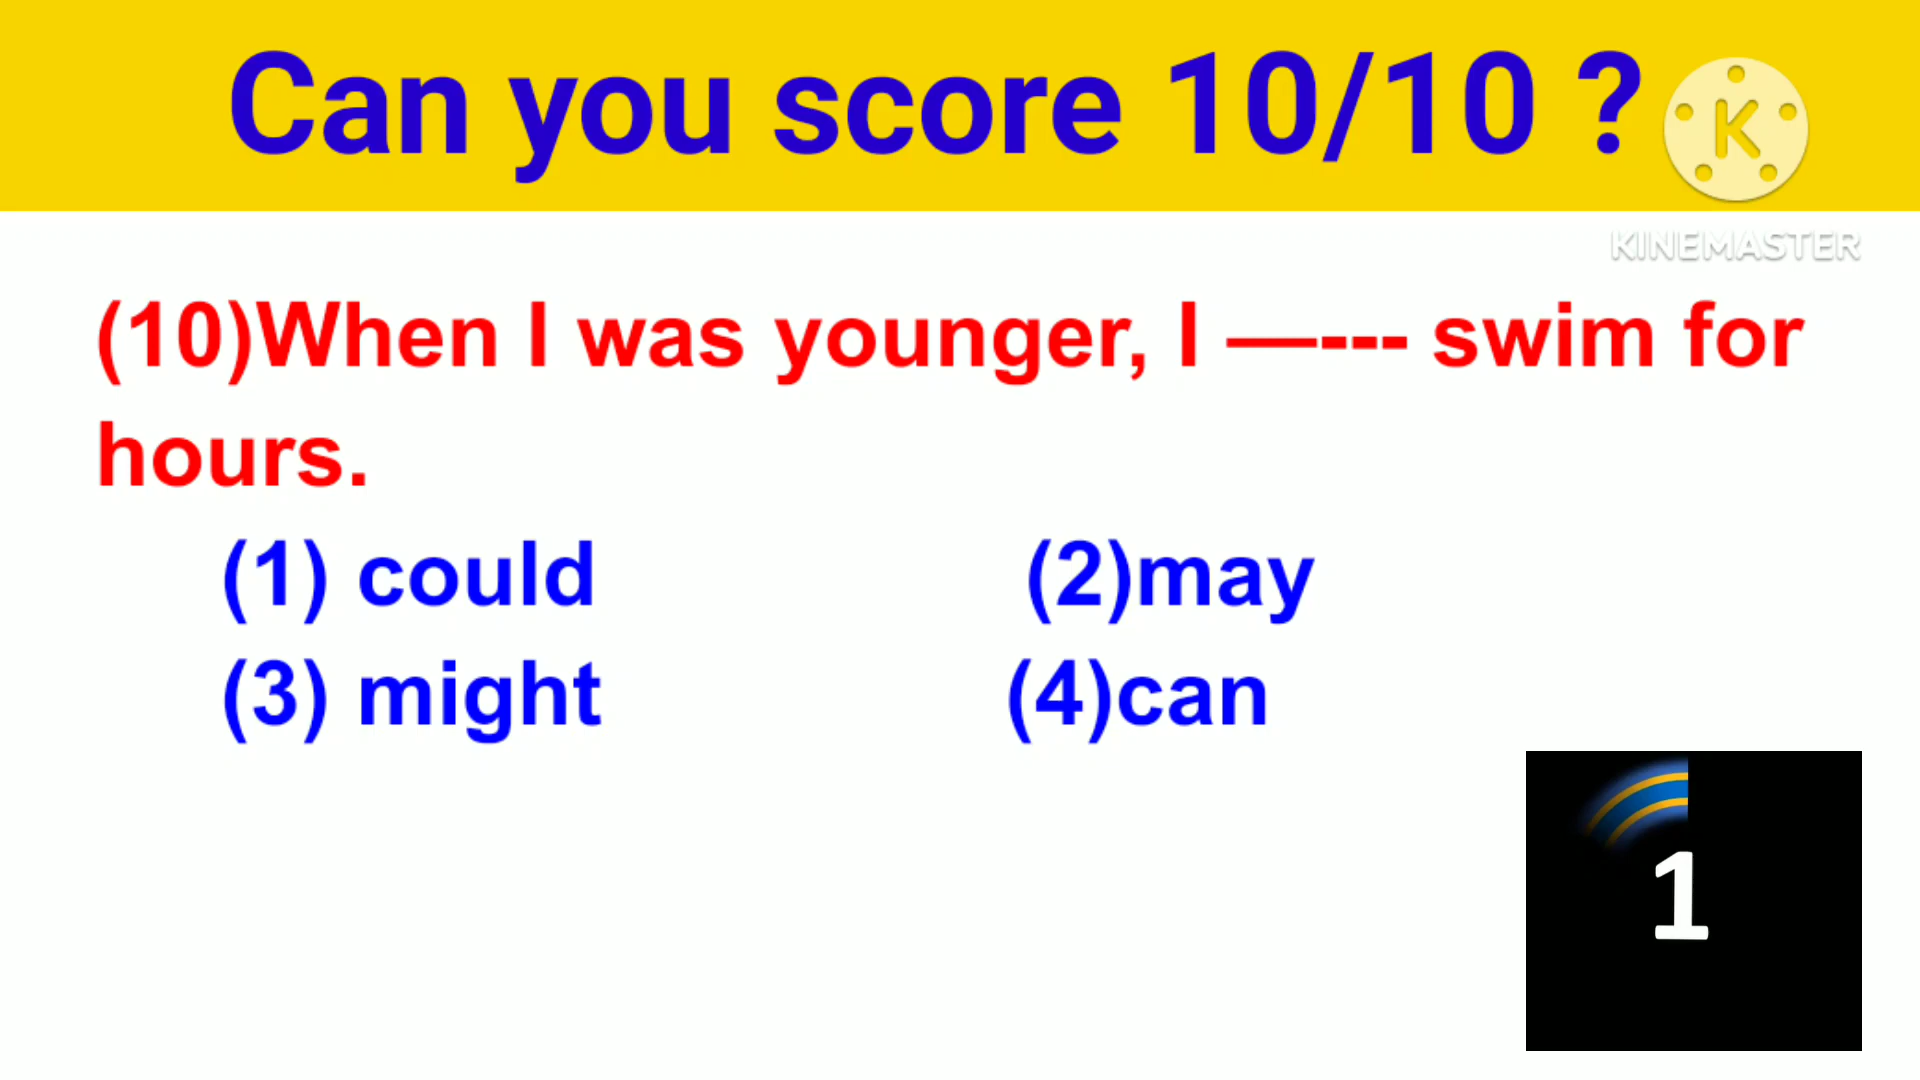 Can you score 10/10 ?
K
KINEMASTER
(10)When I was younger, I —--- swim for
hours.
(1) could (2)may
(3) might (4)can
1